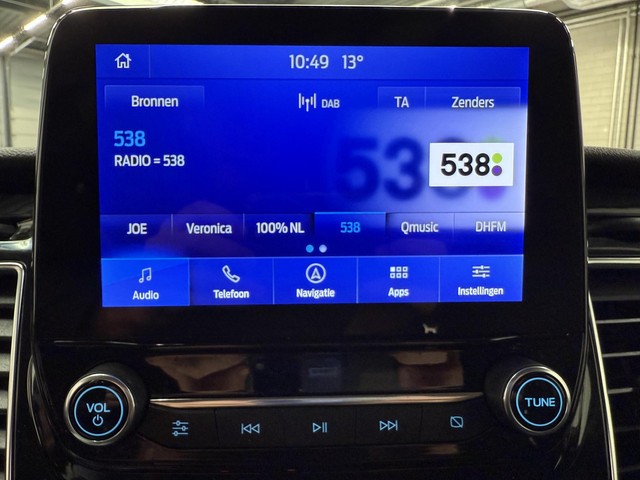 10:49 13°
Bronnen DAB TA Zenders
538
RADIO = 538
538
538
JOE Veronica 100% NL 538 Qmusic DHFM
Audio Telefoon Navigatie Apps Instellingen
VOL TUNE